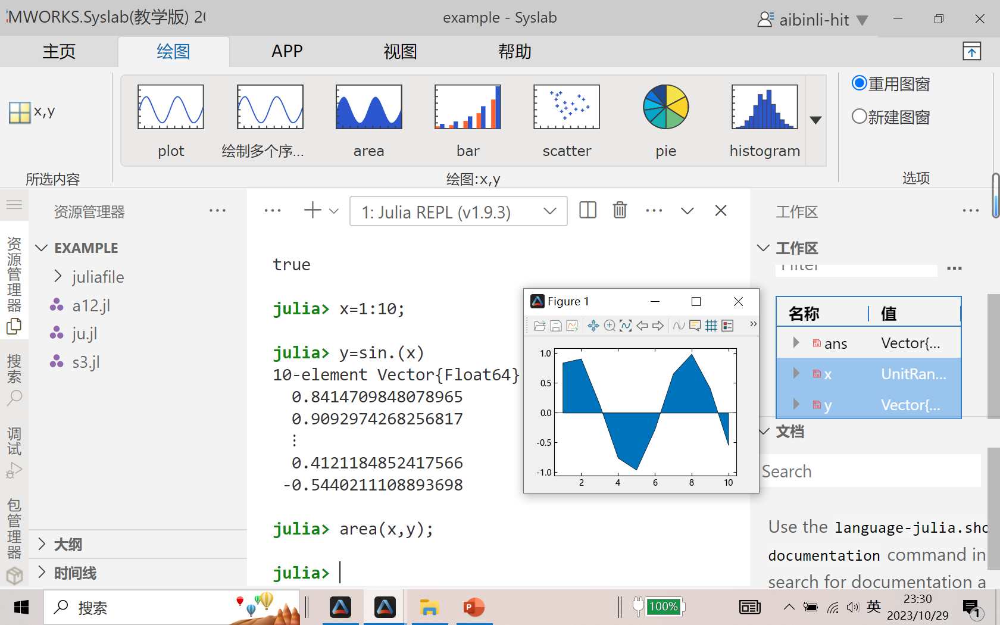 MWORKS.Syslab(教学版) 20
example - Syslab
aibinli-hit
主页
绘图
APP
视图
帮助
x,y
所选内容
plot
绘制多个序...
area
bar
scatter
pie
histogram
绘图:x,y
重用图窗
新建图窗
选项
资源管理器
搜索
调试
包管理器
资源管理器
EXAMPLE
juliafile
a12.jl
ju.jl
s3.jl
大纲
时间线
1: Julia REPL (v1.9.3)
true
julia> x=1:10;
julia> y=sin.(x)
10-element Vector{Float64}
0.8414709848078965
0.9092974268256817
⋮
0.4121184852417566
-0.5440211108893698
julia> area(x,y);
julia>
Figure 1
1.0
0.5
0.0
-0.5
-1.0
2 4 6 8 10
工作区
工作区
Filter
名称 值
ans Vector{...
x UnitRan...
y Vector{...
文档
Search
Use the language-julia.sho
documentation command in
search for documentation a
搜索
100%
英
23:30
2023/10/29
1